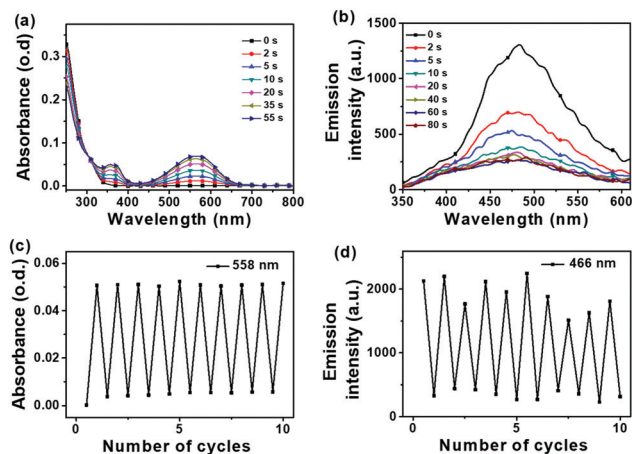 (a)
0 s
2 s
5 s
10 s
20 s
35 s
55 s
Absorbance (o.d)
0.3
0.2
0.1
0.0
300 400 500 600 700 800
Wavelength (nm)
(b)
0 s
2 s
5 s
10 s
20 s
40 s
60 s
80 s
Emission
intensity (a.u.)
1500
1250
1000
750
500
250
0
350 400 450 500 550 600
Wavelength (nm)
(c)
558 nm
Absorbance (o.d.)
0.06
0.04
0.02
0.00
0 5 10
Number of cycles
(d)
466 nm
Emission
intensity (a.u.)
2000
1000
0
0 5 10
Number of cycles